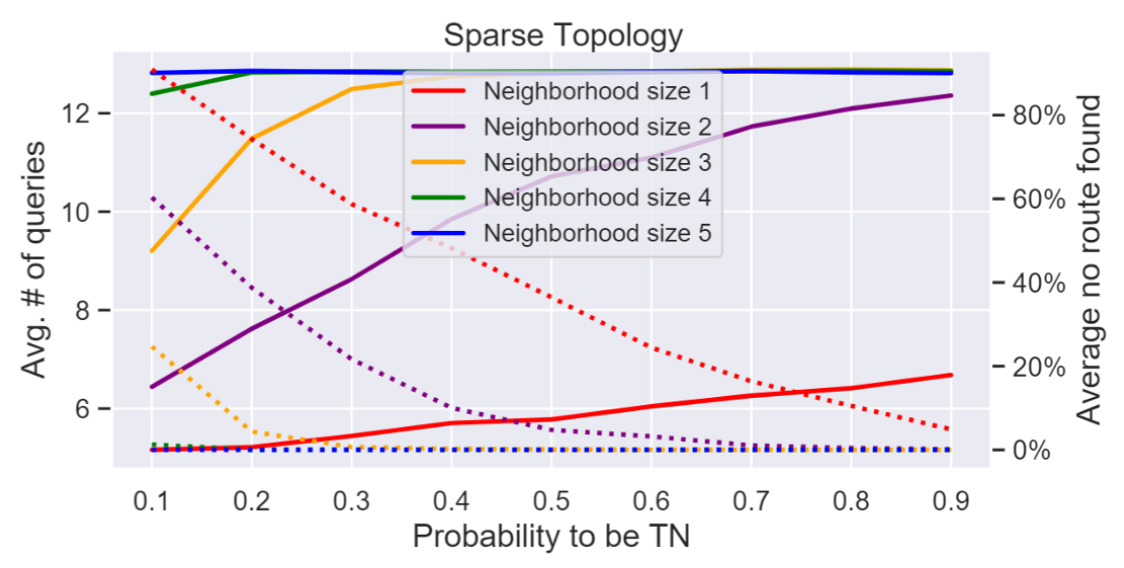 Sparse Topology
Avg. # of queries
12
10
8
6
Neighborhood size 1
Neighborhood size 2
Neighborhood size 3
Neighborhood size 4
Neighborhood size 5
80%
60%
40%
20%
0%
Average no route found
0.1 0.2 0.3 0.4 0.5 0.6 0.7 0.8 0.9
Probability to be TN